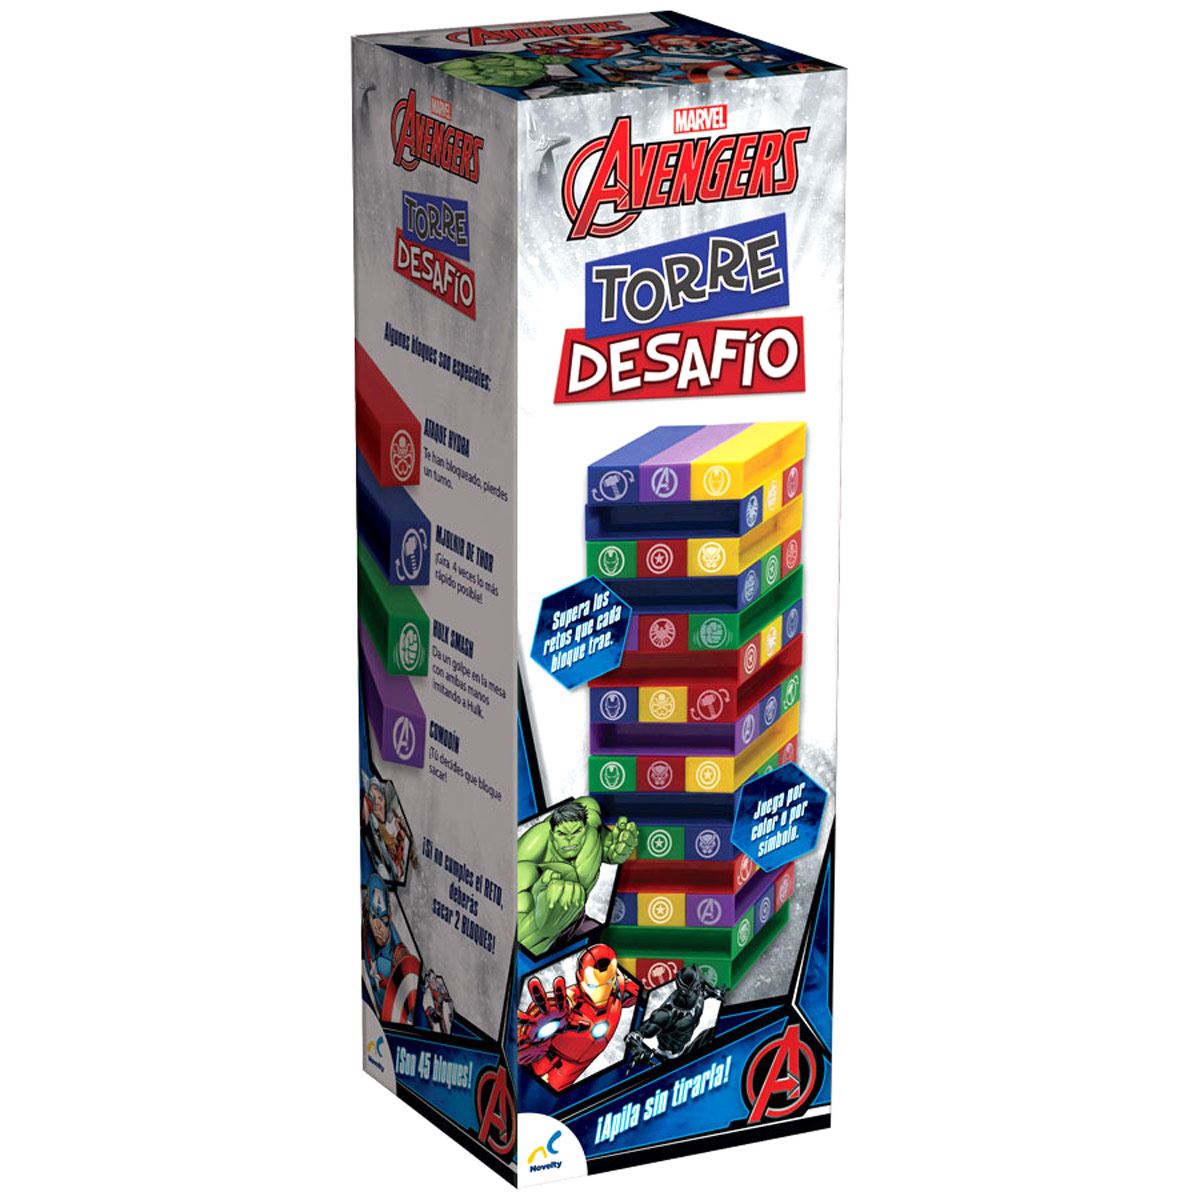 AVENGERS
MARVEL
AVENGERS
TORRE
DESAFÍO
Algunos bloques son especiales:
ATAQUE HYDRA
Te han bloqueado, pierdes
un turno.
MJOLNIR DE THOR
¡Gira 4 veces lo más
rápido posible!
HULK SMASH
Da un golpe en la mesa
con ambas manos
imitando a Hulk.
COMODÍN
¡Tú decides que bloque
sacar!
¡Si no cumples el RETO,
deberás
sacar 2 BLOQUES!
¡Son 45 bloques!
Novelty
MARVEL
AVENGERS
TORRE
DESAFÍO
Supera los
retos que cada
bloque trae.
Juega por
color o por
símbolo.
¡Apila sin tirarla!
Novelty